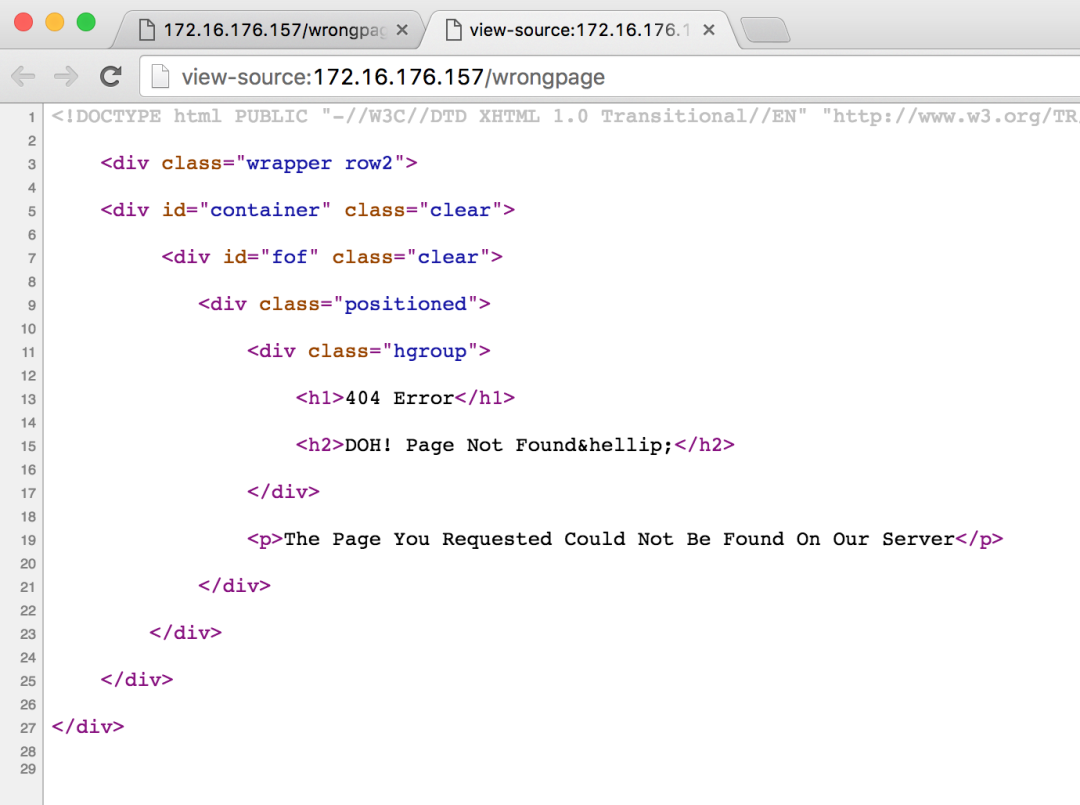 172.16.176.157/wrongpag
view-source:172.16.176.1
view-source:172.16.176.157/wrongpage
1 <!DOCTYPE html PUBLIC "-//W3C//DTD XHTML 1.0 Transitional//EN" "http://www.w3.org/TR/
2
3 <div class="wrapper row2">
4
5 <div id="container" class="clear">
6
7 <div id="fof" class="clear">
8
9 <div class="positioned">
10
11 <div class="hgroup">
12
13 <h1>404 Error</h1>
14
15 <h2>DOH! Page Not Found&hellip;</h2>
16
17 </div>
18
19 <p>The Page You Requested Could Not Be Found On Our Server</p>
20
21 </div>
22
23 </div>
24
25 </div>
26
27 </div>
28
29